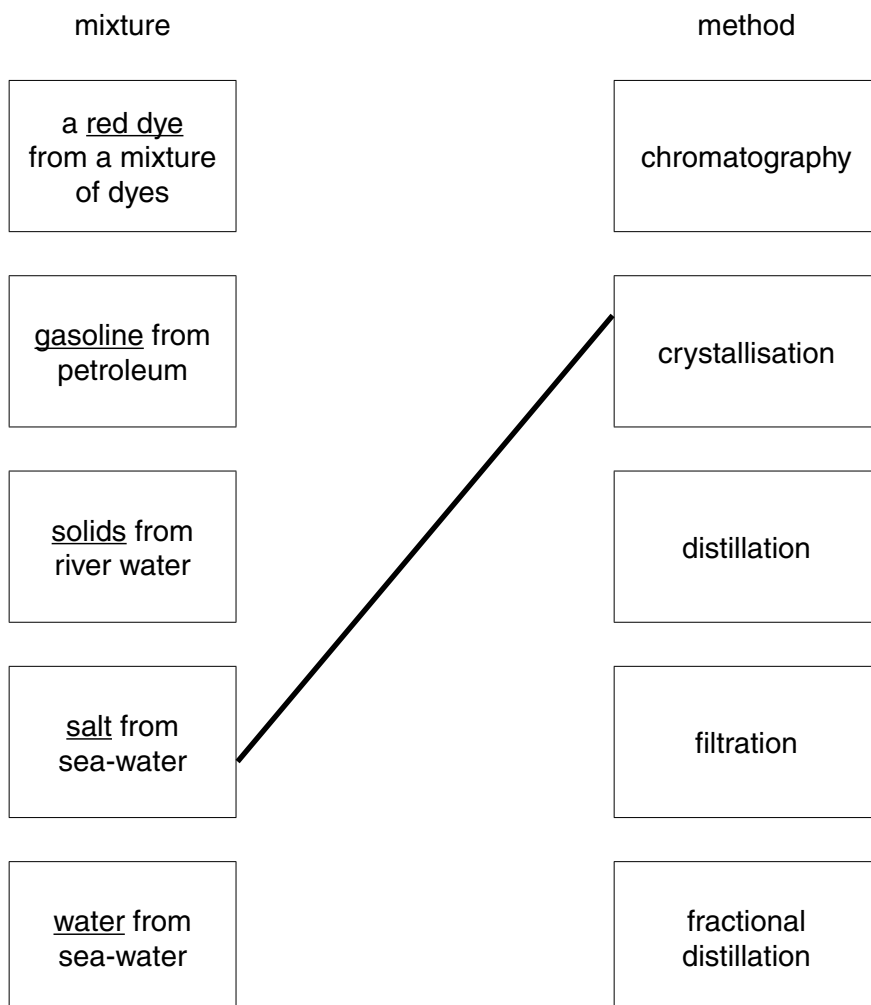 mixture
method
a red dye
from a mixture
of dyes
chromatography
gasoline from
petroleum
crystallisation
solids from
river water
distillation
salt from
sea-water
filtration
water from
sea-water
fractional
distillation